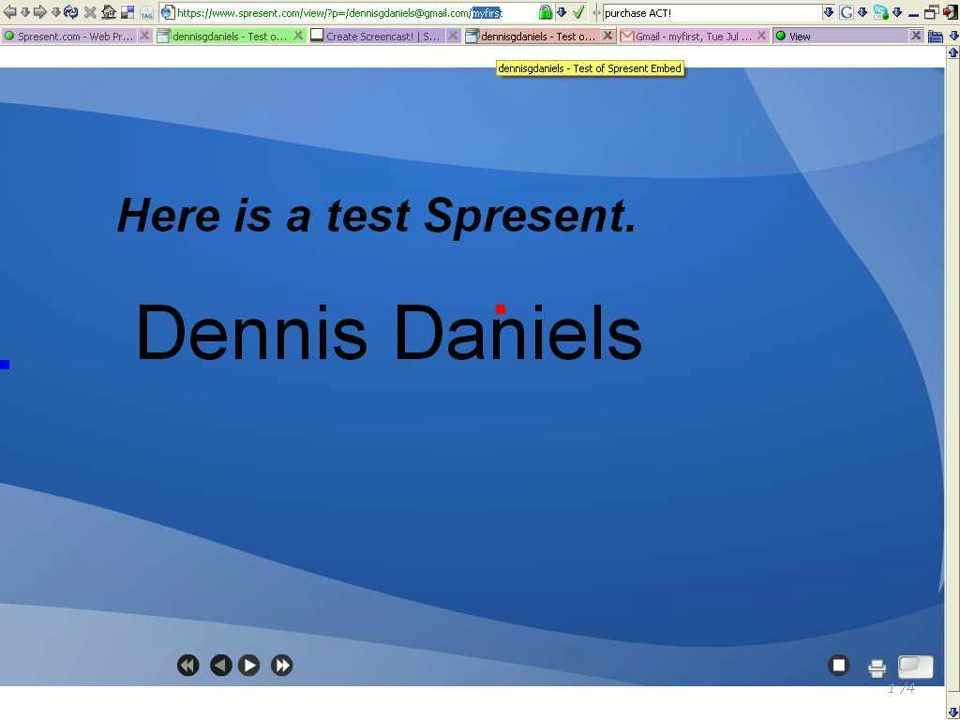 https://www.spresent.com/view/?p=/dennisgdaniels@gmail.com/myfirs
purchase ACT!
Spresent.com - Web Pr...
dennisgdaniels - Test o...
Create Screencast! | S...
dennisgdaniels - Test o...
Gmail - myfirst, Tue Jul ...
View
dennisgdaniels - Test of Spresent Embed
Here is a test Spresent.
Dennis Daniels
1 /4